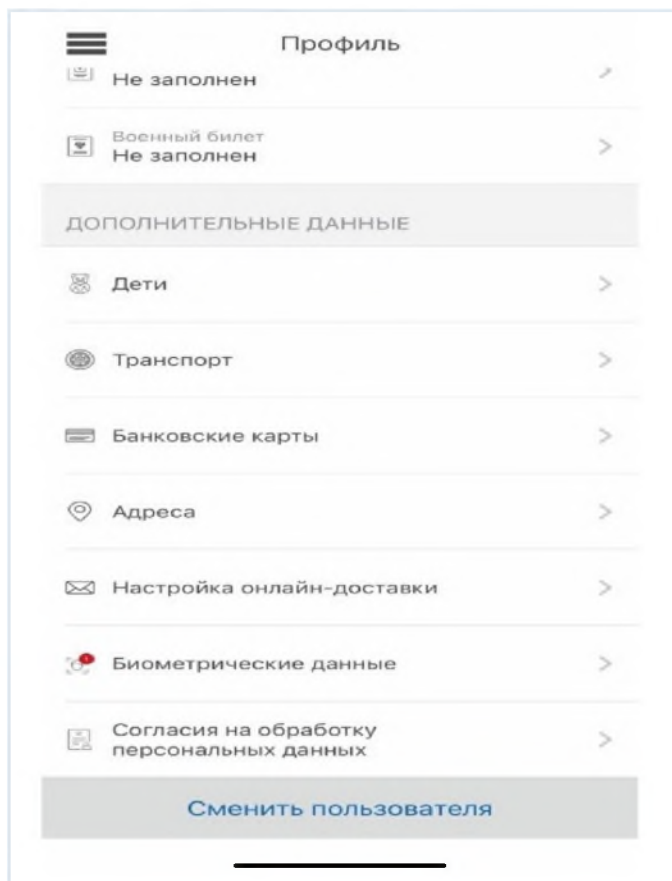 Профиль
Не заполнен
Военный билет
Не заполнен
ДОПОЛНИТЕЛЬНЫЕ ДАННЫЕ
Дети
Транспорт
Банковские карты
Адреса
Настройка онлайн-доставки
Биометрические данные
Согласия на обработку
персональных данных
Сменить пользователя